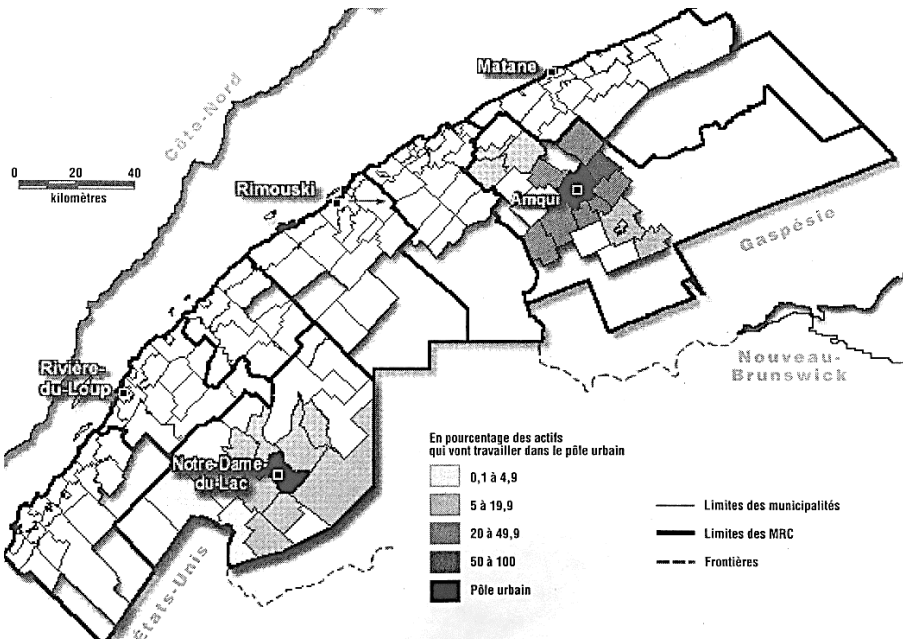 Matane
Côte-Nord
0 20 40
kilomètres
Rimouski
Amqui
Gaspésie
Nouveau-
Brunswick
Rivière-
du-Loup
Notre-Dame-
du-Lac
États-Unis
En pourcentage des actifs
qui vont travailler dans le pôle urbain
0,1 à 4,9
5 à 19,9
20 à 49,9
50 à 100
Pôle urbain
Limites des municipalités
Limites des MRC
Frontières